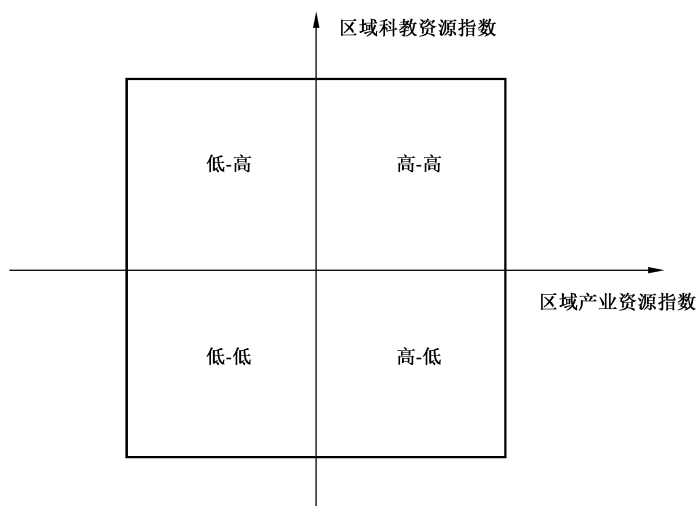 区域科教资源指数
低-高
高-高
区域产业资源指数
低-低
高-低